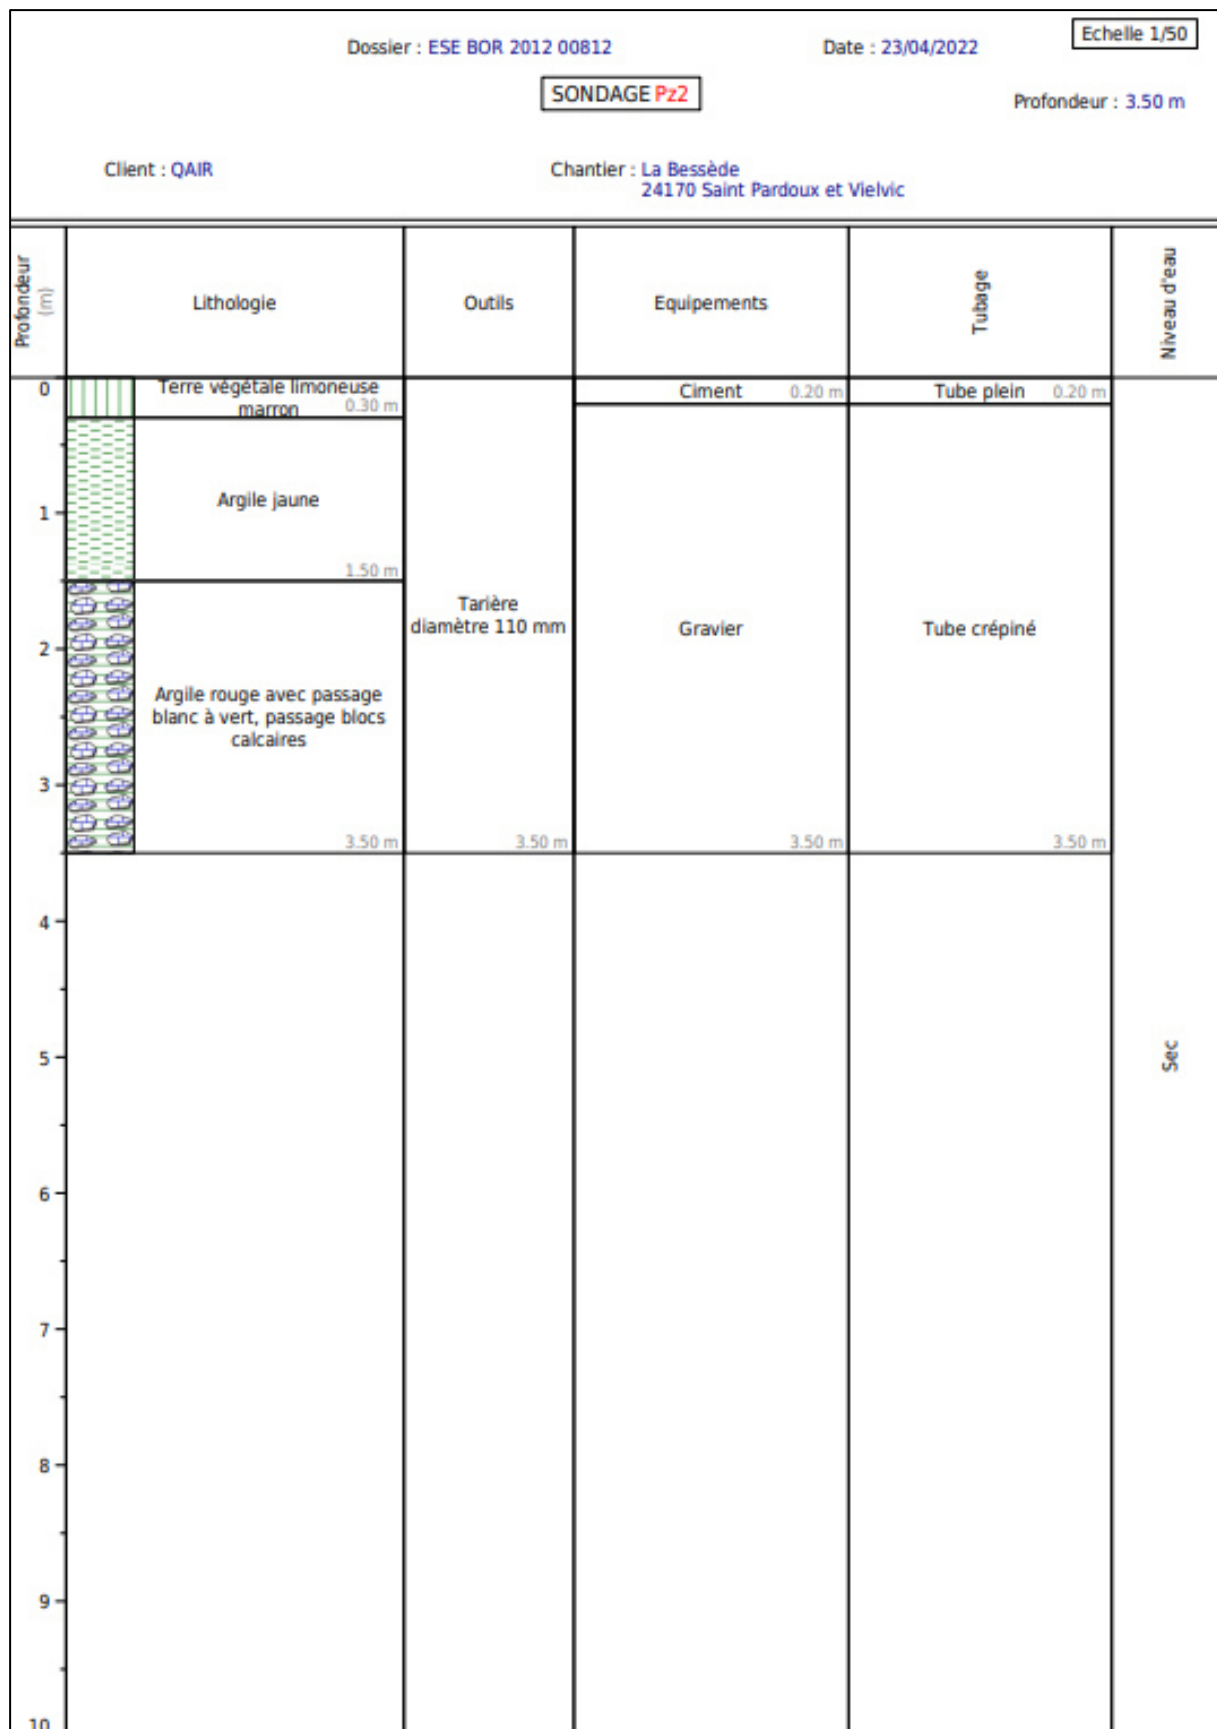 Echelle 1/50
Dossier : ESE BOR 2012 00812
Date : 23/04/2022
SONDAGE Pz2
Profondeur : 3.50 m
Client : QAIR
Chantier : La Bessède
24170 Saint Pardoux et Vielvic
Profondeur
(m)
Lithologie
Outils
Equipements
Tubage
Niveau d'eau
0
Terre végétale limoneuse
marron
0.30 m
Ciment
0.20 m
Tube plein
0.20 m
Argile jaune
1
1.50 m
Tarière
diamètre 110 mm
Gravier
Tube crépiné
2
Argile rouge avec passage
blanc à vert, passage blocs
calcaires
3
3.50 m
3.50 m
3.50 m
3.50 m
4
5
Sec
6
7
8
9
10